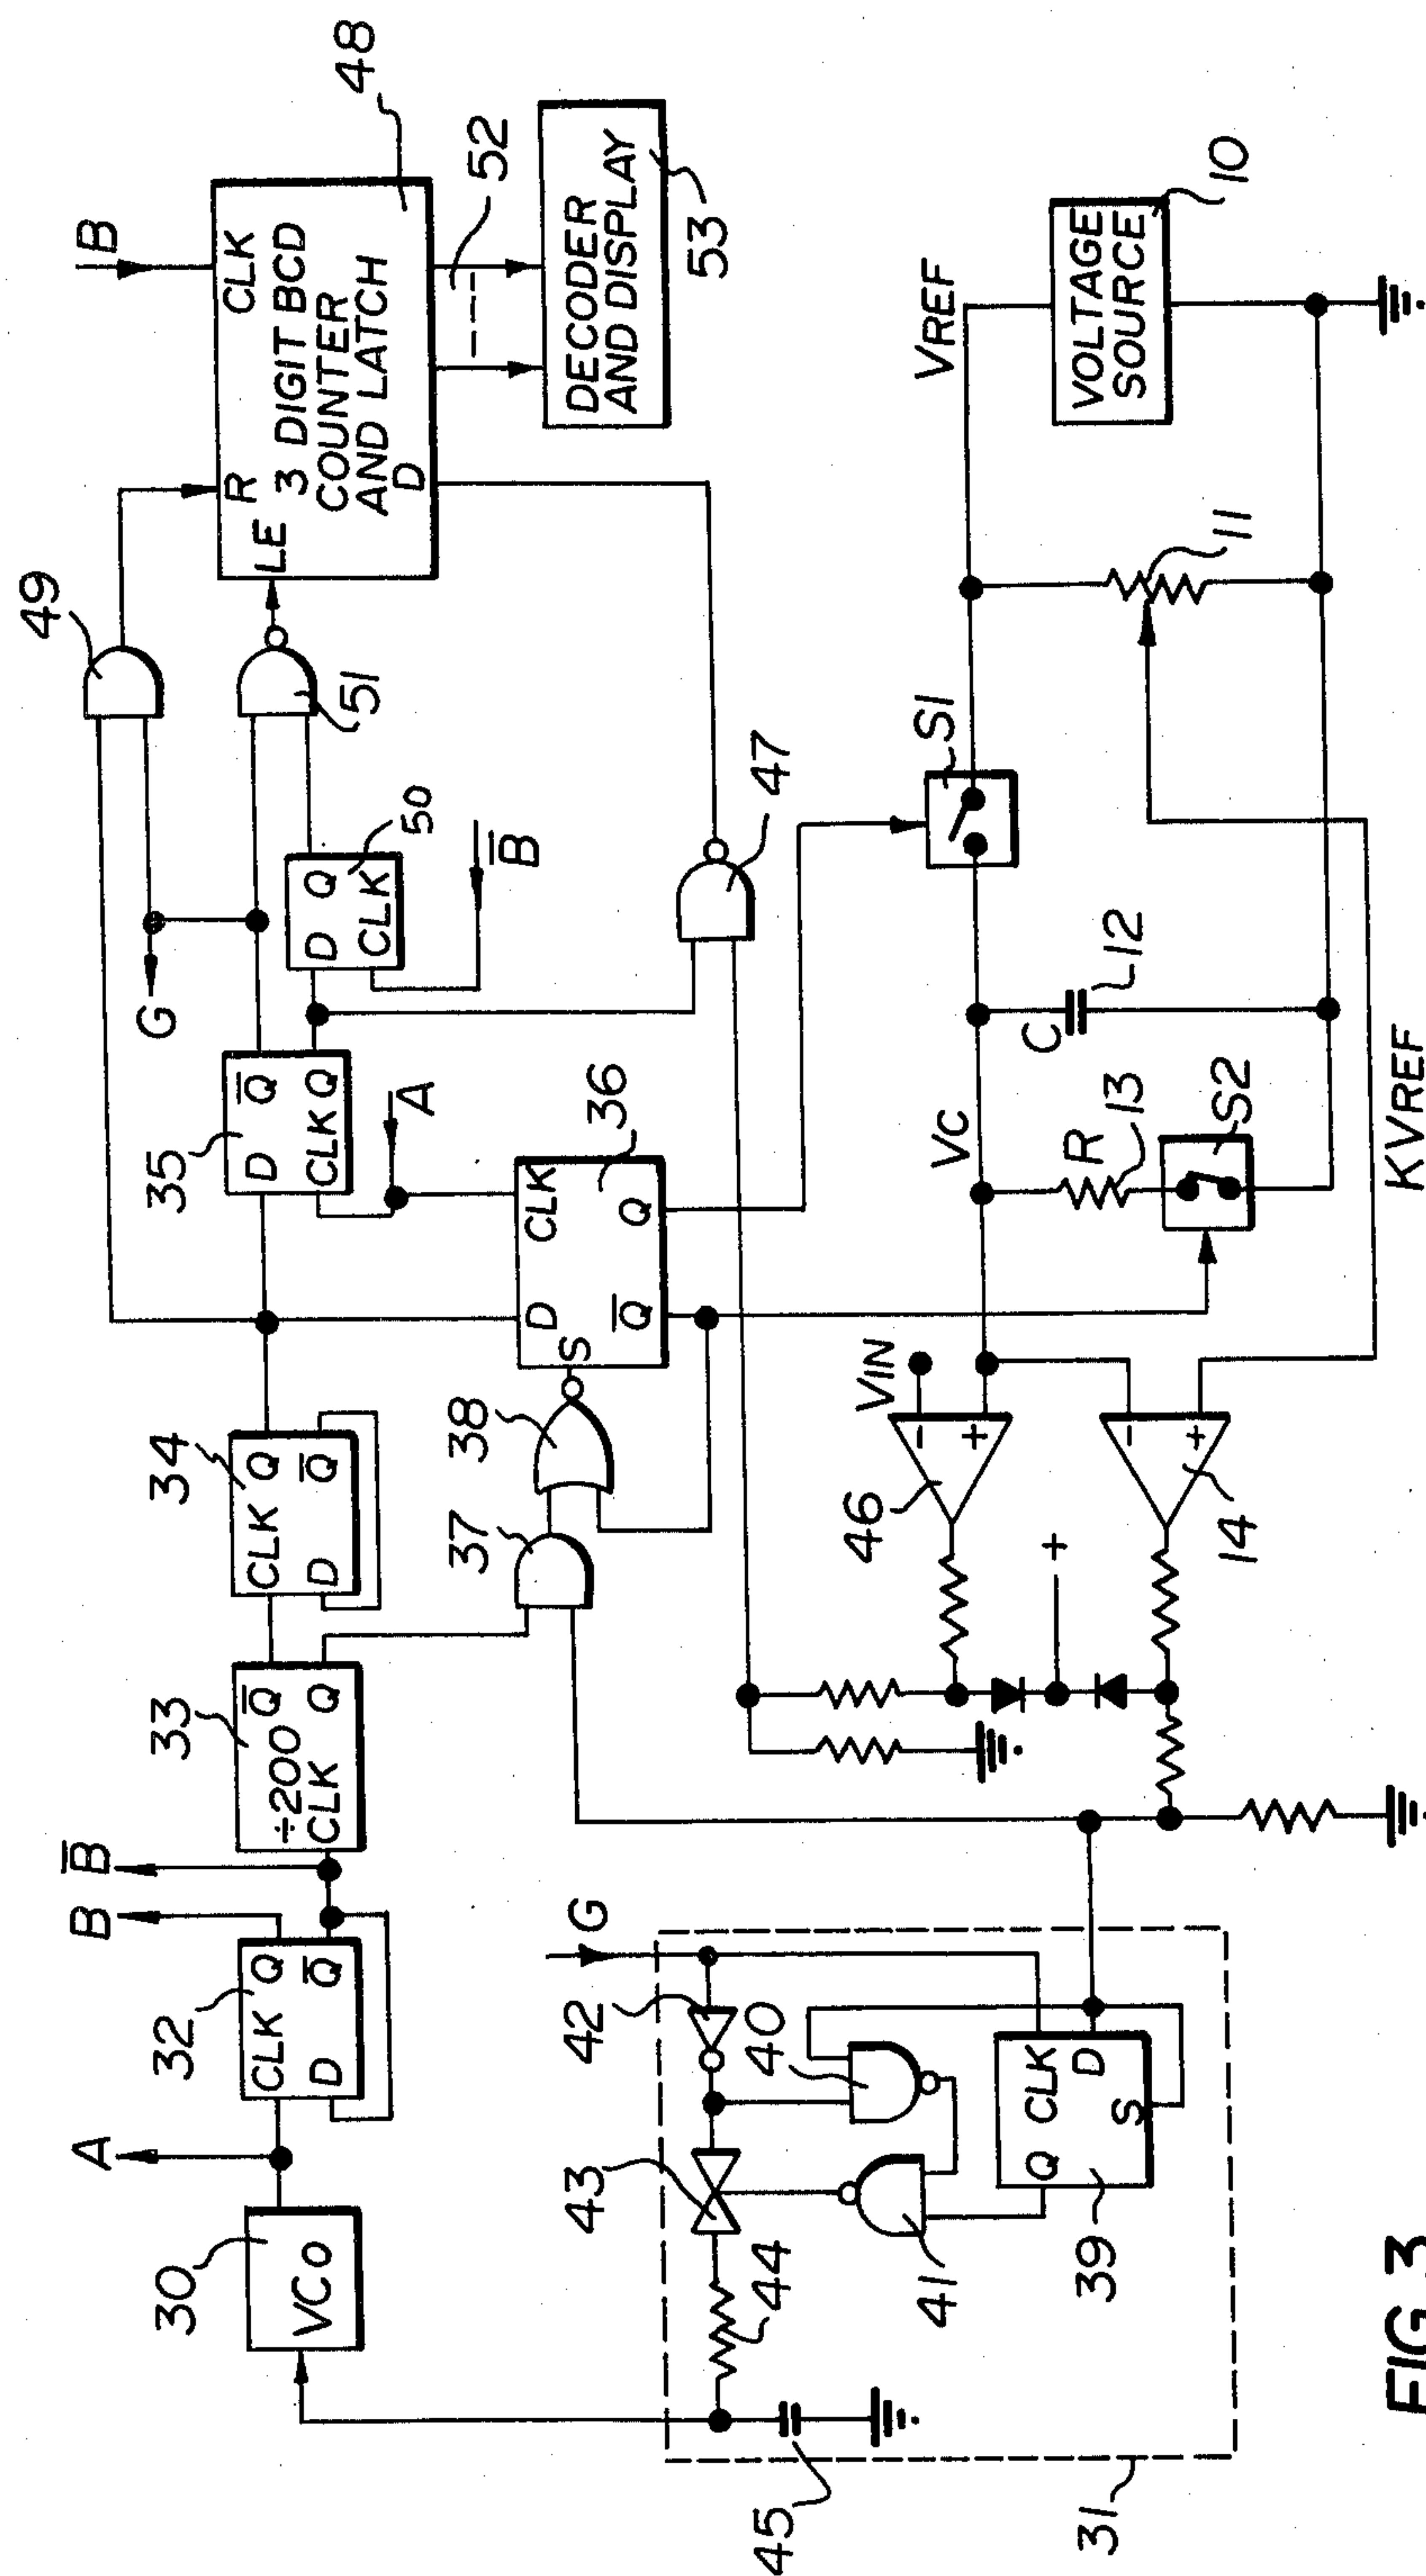 A
B
B̅
30
VCO
32
CLK Q
D Q̅
33
÷200 Q̅
CLK Q
34
CLK Q
D Q̅
35
D Q̅
CLK Q
G
A
49
51
50
D Q
CLK
B̅
B
48
R CLK
LE
3 DIGIT BCD
COUNTER
AND LATCH
D
52
DECODER
AND DISPLAY
53
37
38
36
D CLK
S
Q̅ Q
47
G
42
43
40
44
41
45
Q CLK
D
S
39
31
46
VIN
-
+
+
-
+
14
VC
R
13
S2
C
12
S1
VREF
11
VOLTAGE
SOURCE
10
KVREF
FIG. 3